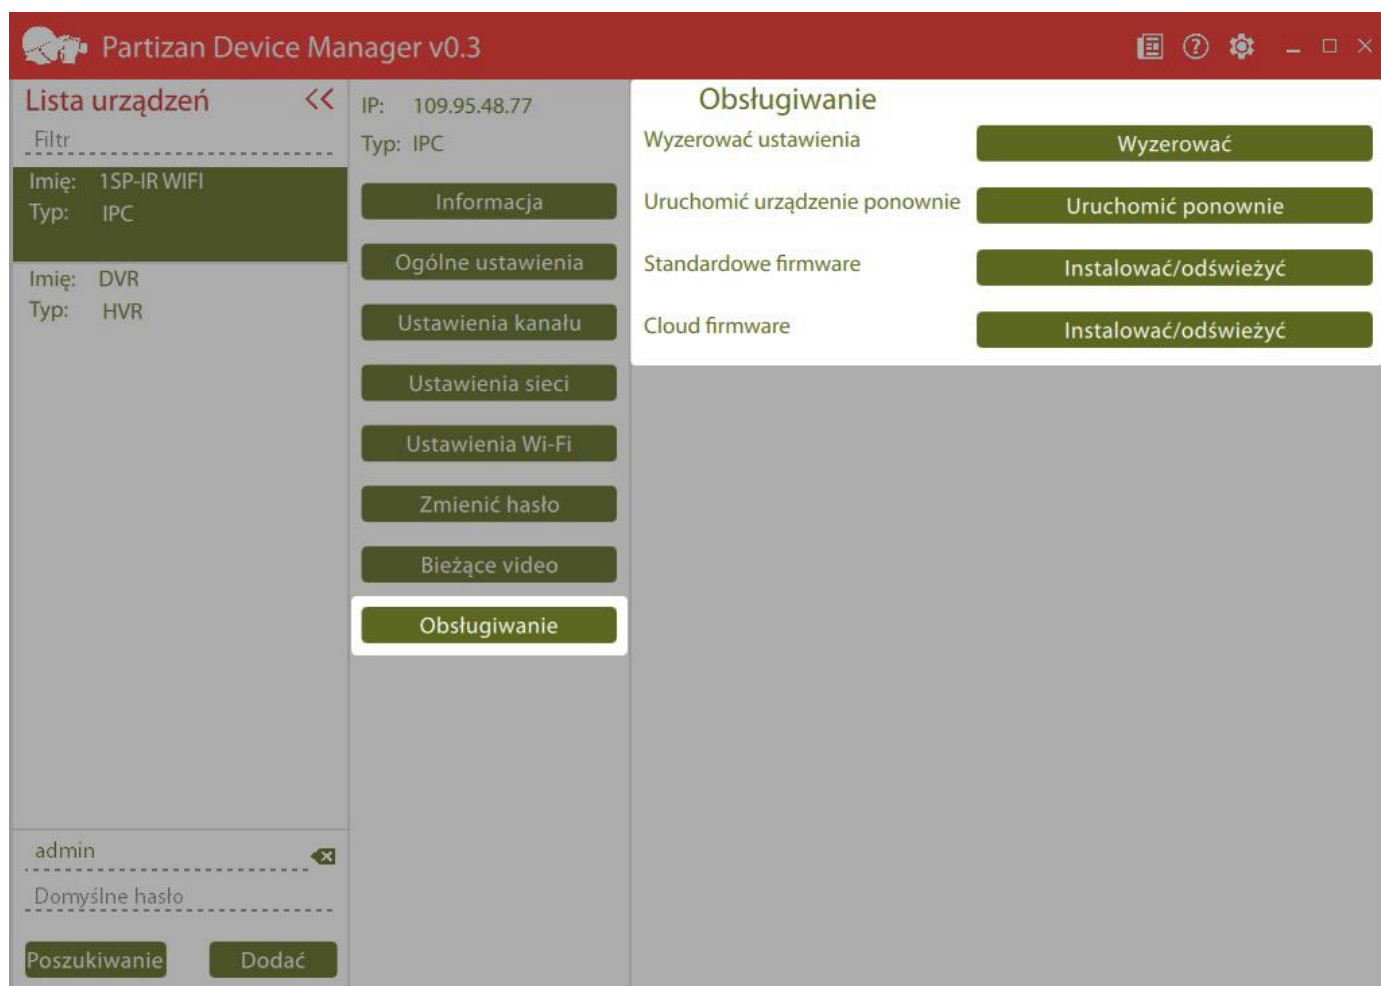 Partizan Device Manager v0.3
Lista urządzeń <<
Filtr
Imię: 1SP-IR WIFI
Typ: IPC
Imię: DVR
Typ: HVR
admin
Domyślne hasło
Poszukiwanie Dodać
IP: 109.95.48.77
Typ: IPC
Informacja
Ogólne ustawienia
Ustawienia kanału
Ustawienia sieci
Ustawienia Wi-Fi
Zmienić hasło
Bieżące video
Obsługiwanie
Obsługiwanie
Wyzerować ustawienia Wyzerować
Uruchomić urządzenie ponownie Uruchomić ponownie
Standardowe firmware Instalować/odświeżyć
Cloud firmware Instalować/odświeżyć